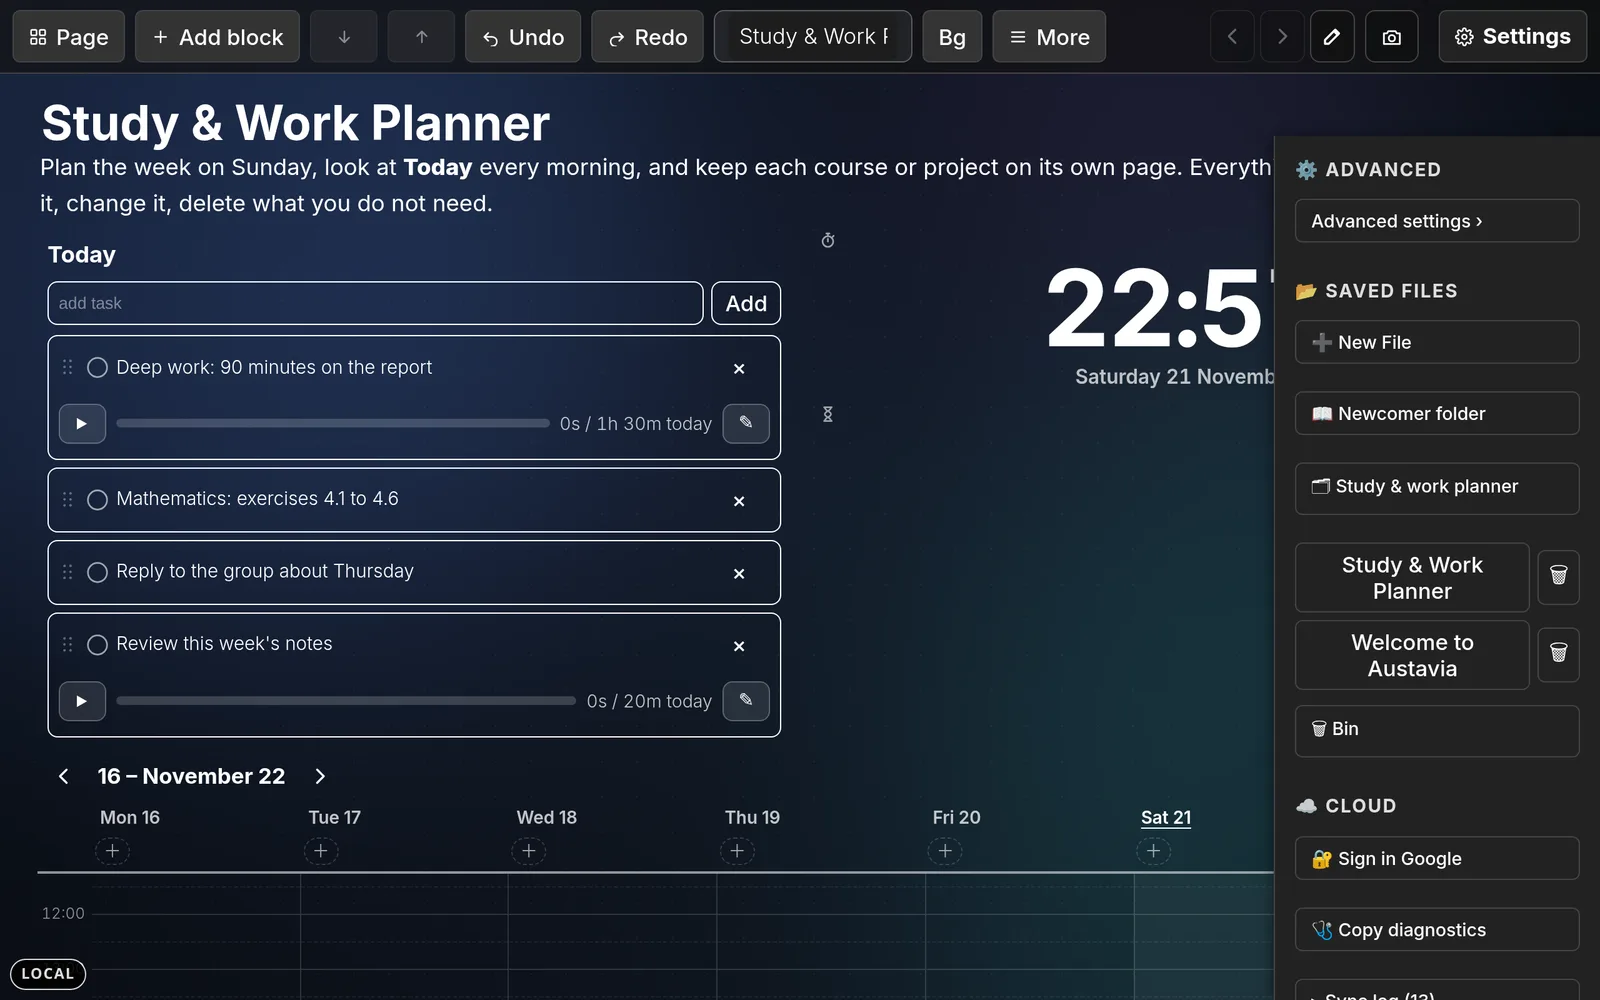 Page
Add block
Undo
Redo
Study & Work
Bg
More
Settings
Study & Work Planner
Plan the week on Sunday, look at Today every morning, and keep each course or project on its own page. Everyth
it, change it, delete what you do not need.
Today
add task
Add
Deep work: 90 minutes on the report
0s / 1h 30m today
Mathematics: exercises 4.1 to 4.6
Reply to the group about Thursday
Review this week's notes
0s / 20m today
22:5
Saturday 21 Novemb
16 – November 22
Mon 16
Tue 17
Wed 18
Thu 19
Fri 20
Sat 21
12:00
LOCAL
ADVANCED
Advanced settings ›
SAVED FILES
New File
Newcomer folder
Study & work planner
Study & Work
Planner
Welcome to
Austavia
Bin
CLOUD
Sign in Google
Copy diagnostics
Sync log (13)